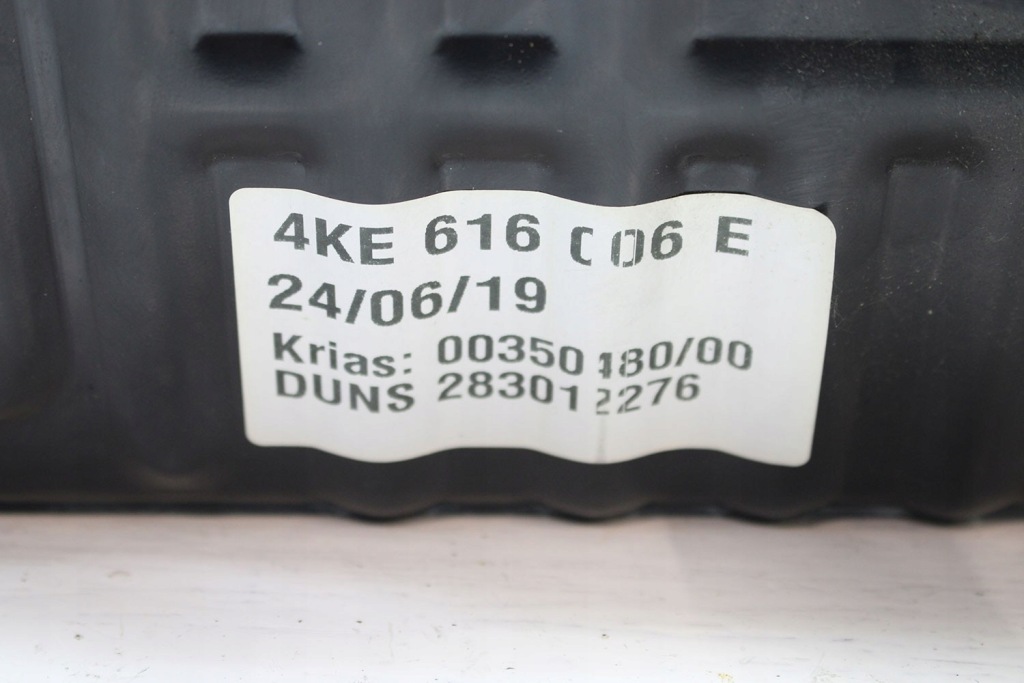 4KE 616 006 E
24/06/19
Krias: 00350480/00
DUNS 283012276